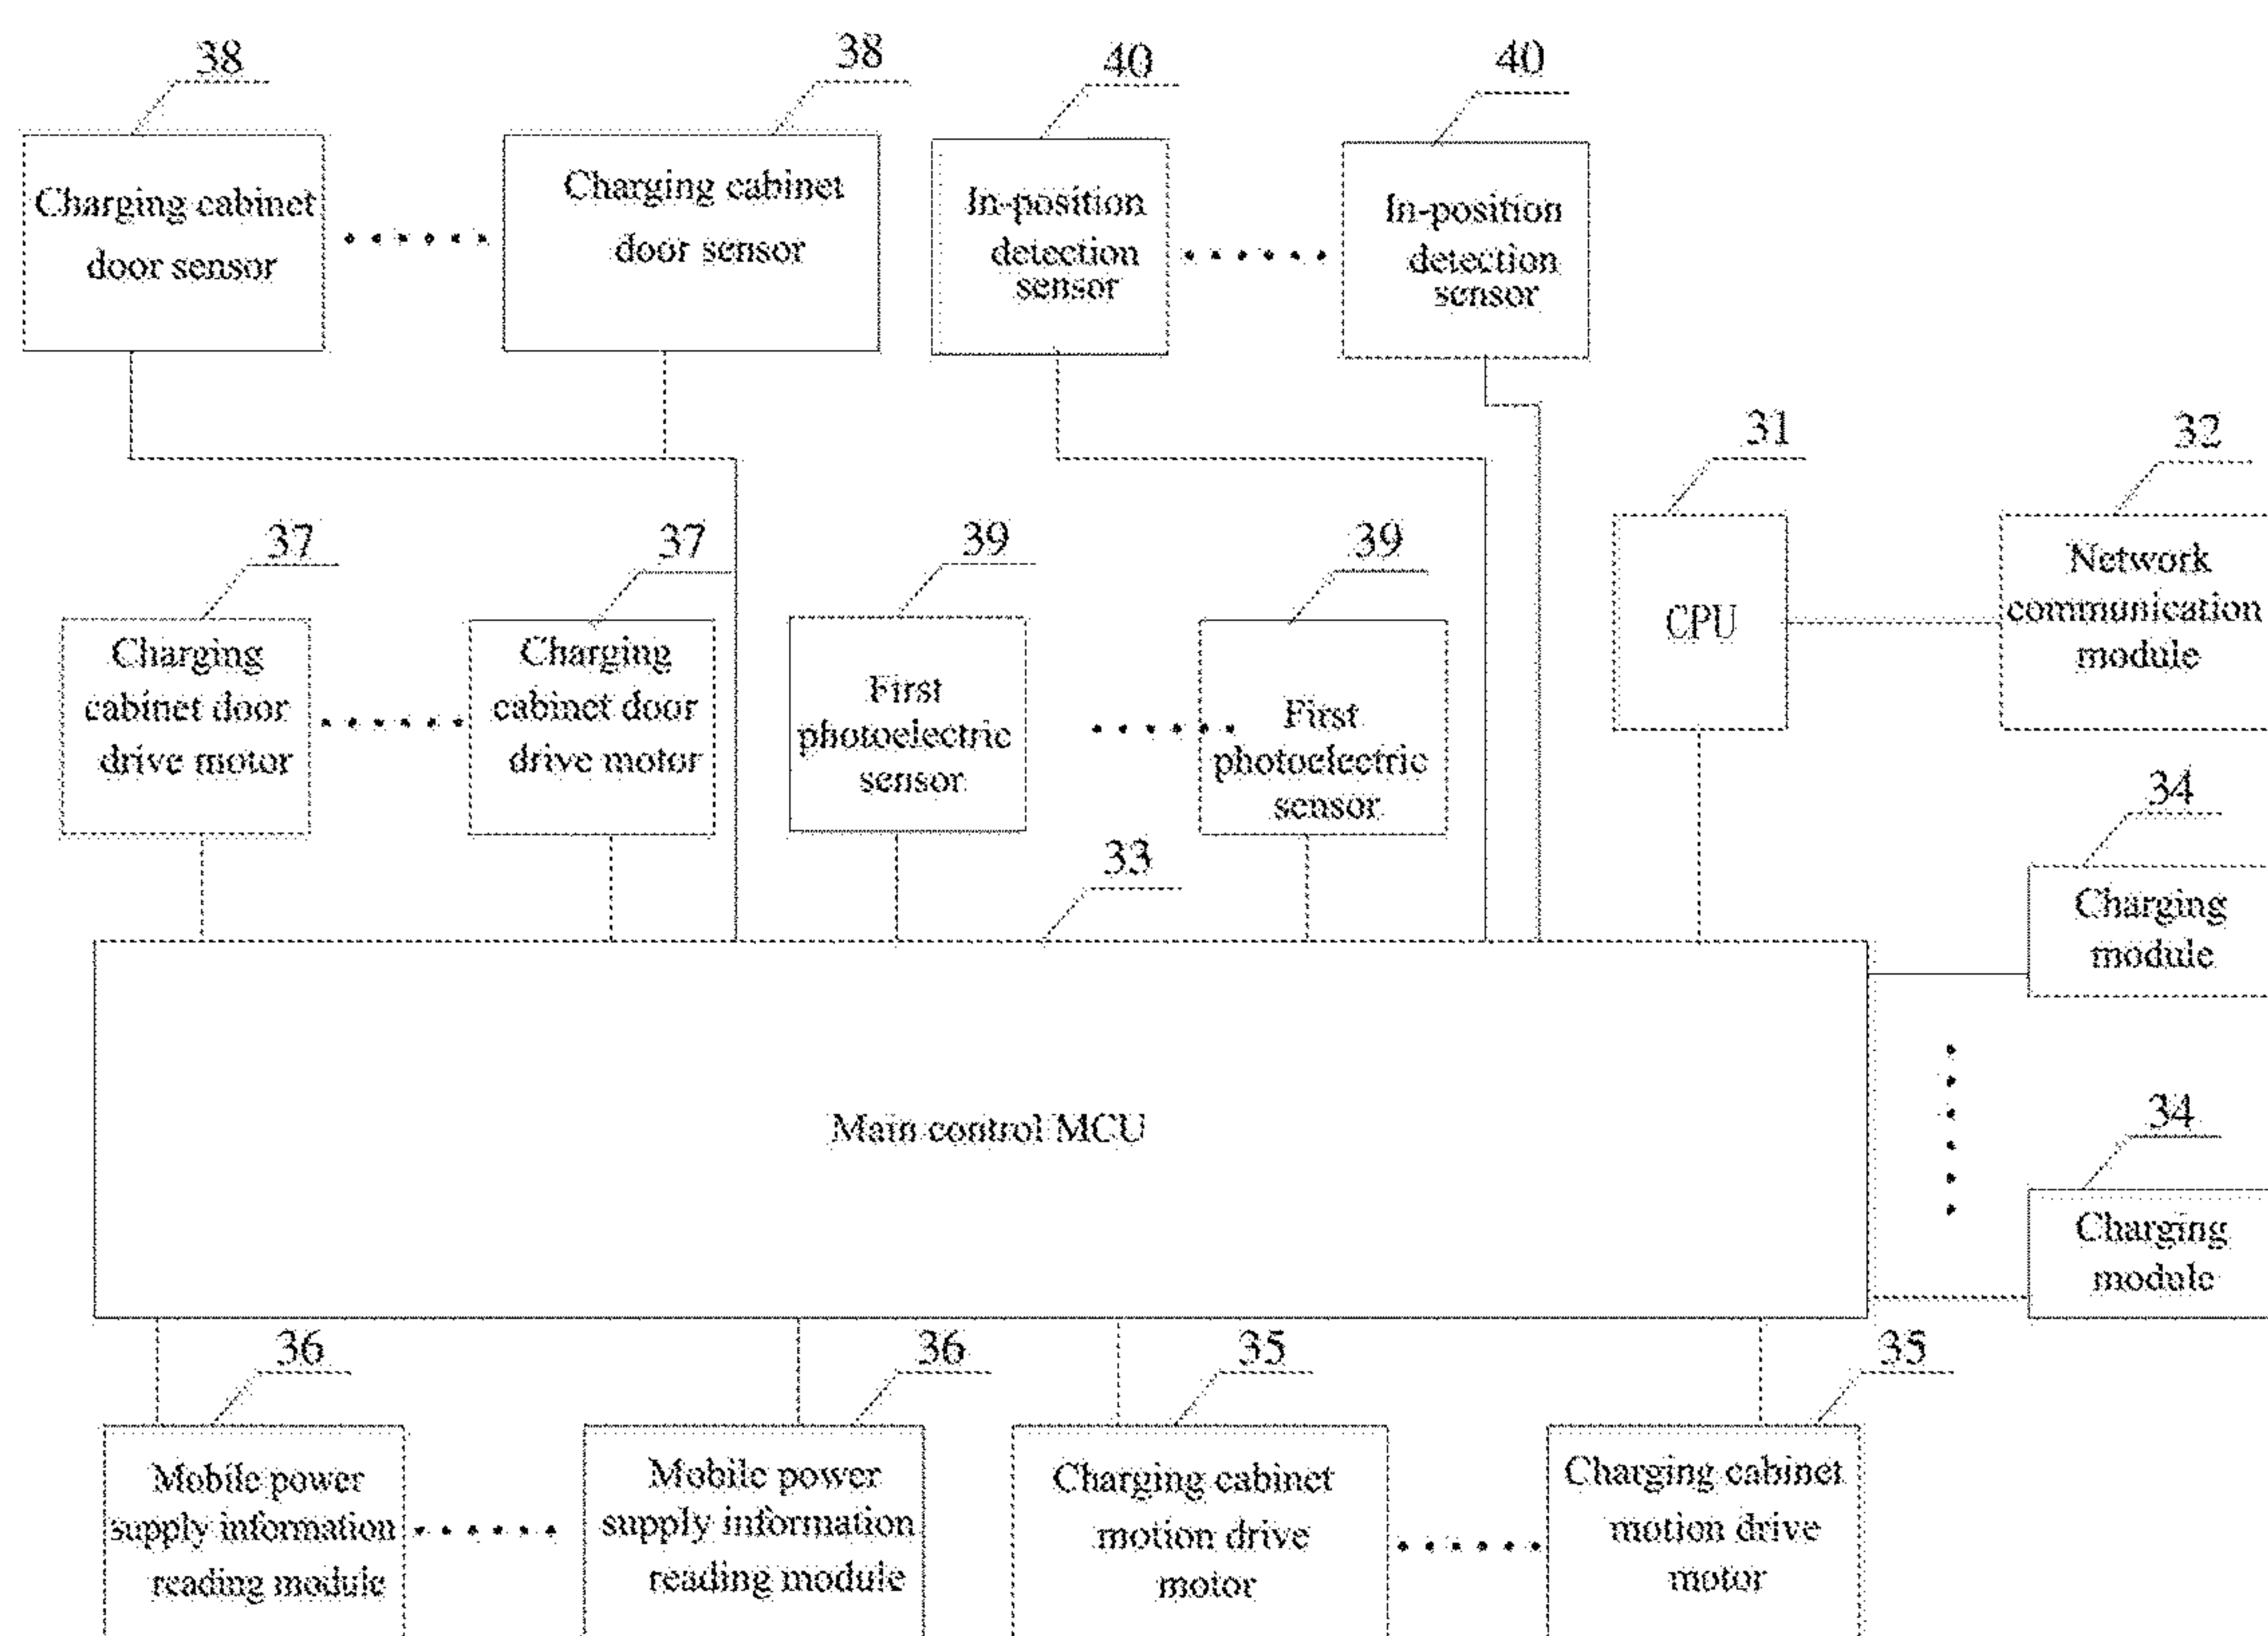 38
38
40
40
Charging cabinet
door sensor
Charging cabinet
door sensor
In-position
detection
sensor
In-position
detection
sensor
31
32
37
37
39
39
Charging
cabinet door
drive motor
Charging
cabinet door
drive motor
First
photoelectric
sensor
First
photoelectric
sensor
CPU
Network
communication
module
33
34
Charging
module
Main control MCU
34
Charging
module
36
36
35
35
Mobile power
supply information
reading module
Mobile power
supply information
reading module
Charging cabinet
motion drive
motor
Charging cabinet
motion drive
motor